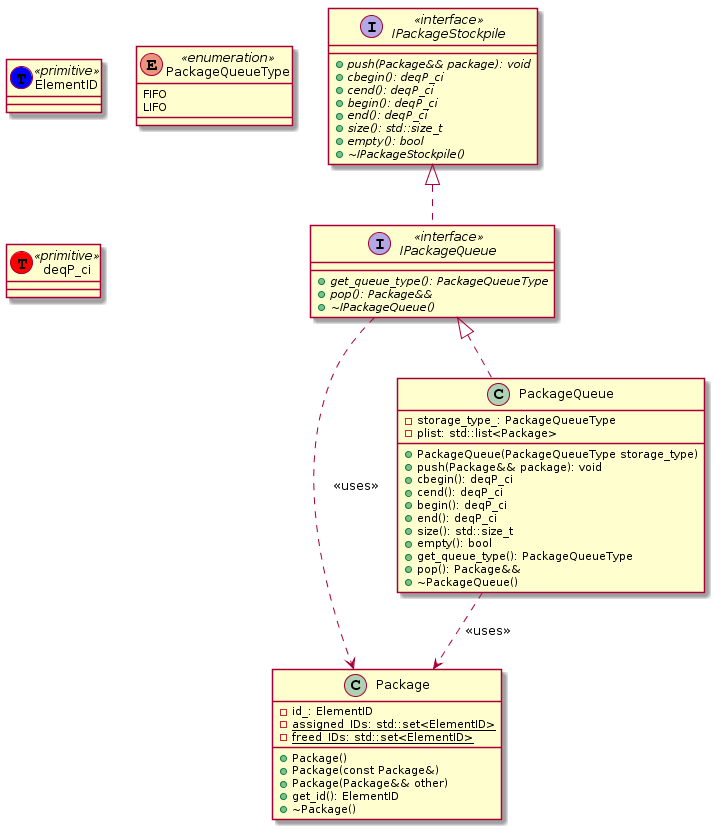 T «primitive»
ElementID
E «enumeration»
PackageQueueType
FIFO
LIFO
I «interface»
IPackageStockpile
push(Package&& package): void
cbegin(): deqP_ci
cend(): deqP_ci
begin(): deqP_ci
end(): deqP_ci
size(): std::size_t
empty(): bool
~IPackageStockpile()
T «primitive»
deqP_ci
I «interface»
IPackageQueue
get_queue_type(): PackageQueueType
pop(): Package&&
~IPackageQueue()
C PackageQueue
storage_type_: PackageQueueType
plist: std::list<Package>
PackageQueue(PackageQueueType storage_type)
push(Package&& package): void
cbegin(): deqP_ci
cend(): deqP_ci
begin(): deqP_ci
end(): deqP_ci
size(): std::size_t
empty(): bool
get_queue_type(): PackageQueueType
pop(): Package&&
~PackageQueue()
«uses»
«uses»
C Package
id_: ElementID
assigned_IDs: std::set<ElementID>
freed_IDs: std::set<ElementID>
Package()
Package(const Package&)
Package(Package&& other)
get_id(): ElementID
~Package()